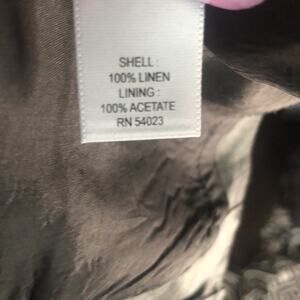 SHELL :
100% LINEN
LINING :
100% ACETATE
RN 54023